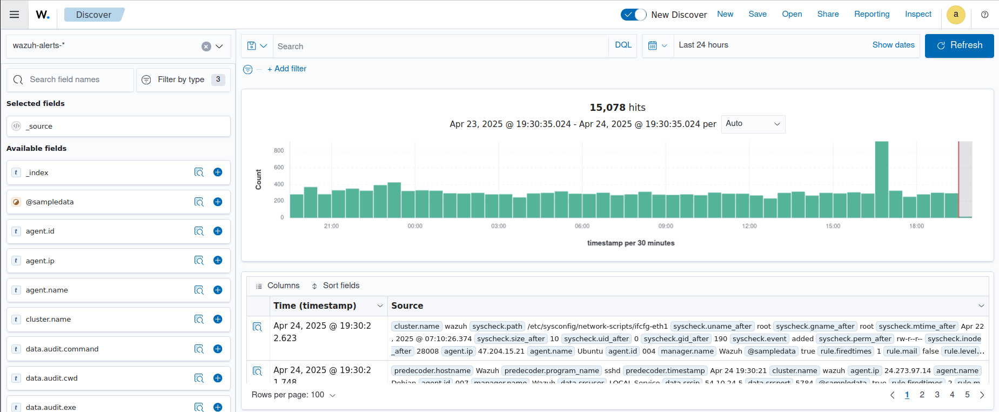 W. Discover New Discover New Save Open Share Reporting Inspect a
wazuh-alerts-*
Search DQL Last 24 hours Show dates Refresh
+ Add filter
Search field names Filter by type 3
Selected fields
_source
Available fields
t _index
@sampledata
t agent.id
t agent.ip
t agent.name
t cluster.name
t data.audit.command
t data.audit.cwd
t data.audit.exe
15,078 hits
Apr 23, 2025 @ 19:30:35.024 - Apr 24, 2025 @ 19:30:35.024 per Auto
Count
800
600
400
200
0
21:00 00:00 03:00 06:00 09:00 12:00 15:00 18:00
timestamp per 30 minutes
Columns Sort fields
Time (timestamp) Source
Apr 24, 2025 @ 19:30:2
2.623
cluster.name wazuh syscheck.path /etc/sysconfig/network-scripts/ifcfg-eth1 syscheck.uname_after root syscheck.gname_after root syscheck.mtime_after Apr 22
, 2025 @ 07:10:26.374 syscheck.size_after 10 syscheck.uid_after 0 syscheck.gid_after 190 syscheck.event added syscheck.perm_after rw-r--r-- syscheck.inode
_after 28008 agent.ip 47.204.15.21 agent.name Ubuntu agent.id 004 manager.name Wazuh @sampledata true rule.firedtimes 1 rule.mail false rule.level...
Apr 24, 2025 @ 19:30:2
1.748
predecoder.hostname Wazuh predecoder.program_name sshd predecoder.timestamp Apr 24 19:30:21 cluster.name wazuh agent.ip 24.273.97.14 agent.name
Debian agent.id 007 manager.name Wazuh data.srcuser LOCAL Service data.srcip 54.10.24.5 data.srcport 5784 @sampledata true rule.firedtimes 2 rule.m
Rows per page: 100 1 2 3 4 5